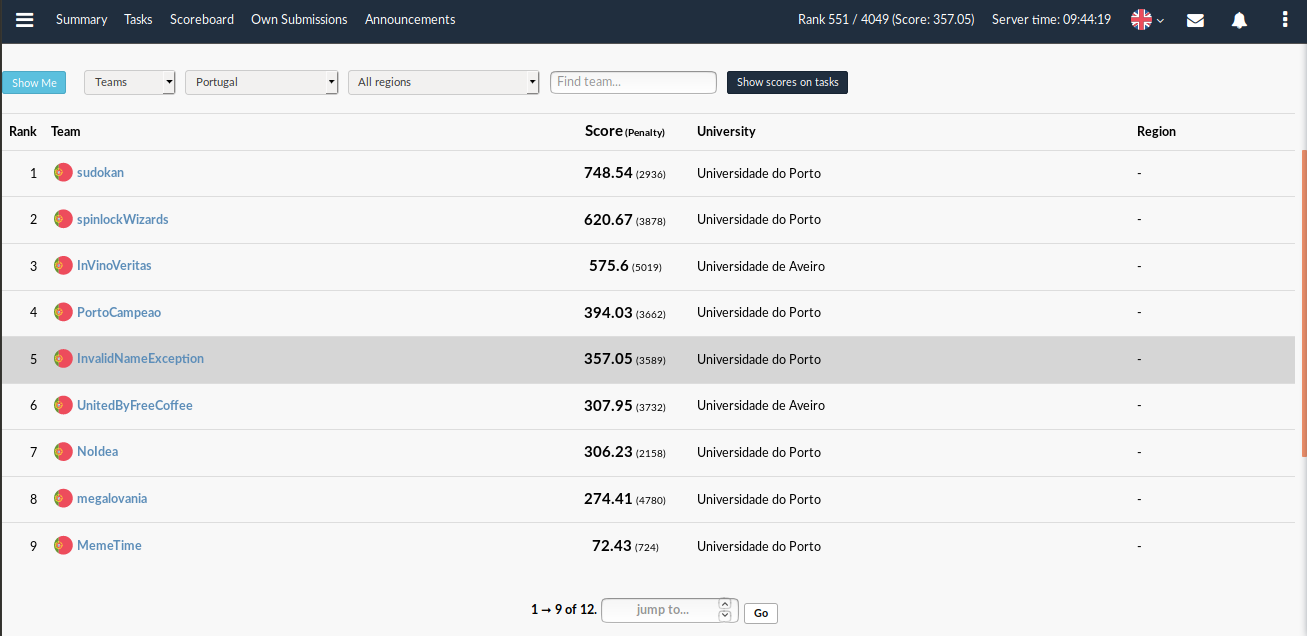 Summary Tasks Scoreboard Own Submissions Announcements Rank 551 / 4049 (Score: 357.05) Server time: 09:44:19
Show Me Teams Portugal All regions Find team... Show scores on tasks
Rank Team Score (Penalty) University Region
1 sudokan 748.54 (2936) Universidade do Porto -
2 spinlockWizards 620.67 (3878) Universidade do Porto -
3 InVinoVeritas 575.6 (5019) Universidade de Aveiro -
4 PortoCampeao 394.03 (3662) Universidade do Porto -
5 InvalidNameException 357.05 (3589) Universidade do Porto -
6 UnitedByFreeCoffee 307.95 (3732) Universidade de Aveiro -
7 NoIdea 306.23 (2158) Universidade do Porto -
8 megalovania 274.41 (4780) Universidade do Porto -
9 MemeTime 72.43 (724) Universidade do Porto -
1 → 9 of 12. jump to... Go